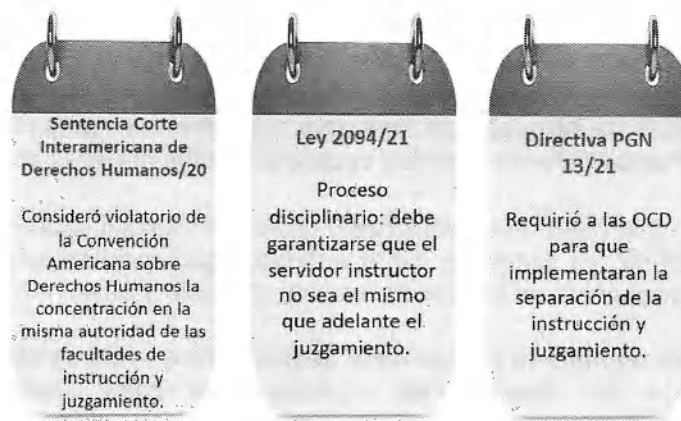 Sentencia Corte
Interamericana de
Derechos Humanos/20
Consideró violatorio de
la Convención
Americana sobre
Derechos Humanos la
concentración en la
misma autoridad de las
facultades de
instrucción y
juzgamiento.
Ley 2094/21
Proceso
disciplinario: debe
garantizarse que el
servidor instructor
no sea el mismo
que adelante el
juzgamiento.
Directiva PGN
13/21
Requirió a las OCD
para que
implementaran la
separación de la
instrucción y
juzgamiento.